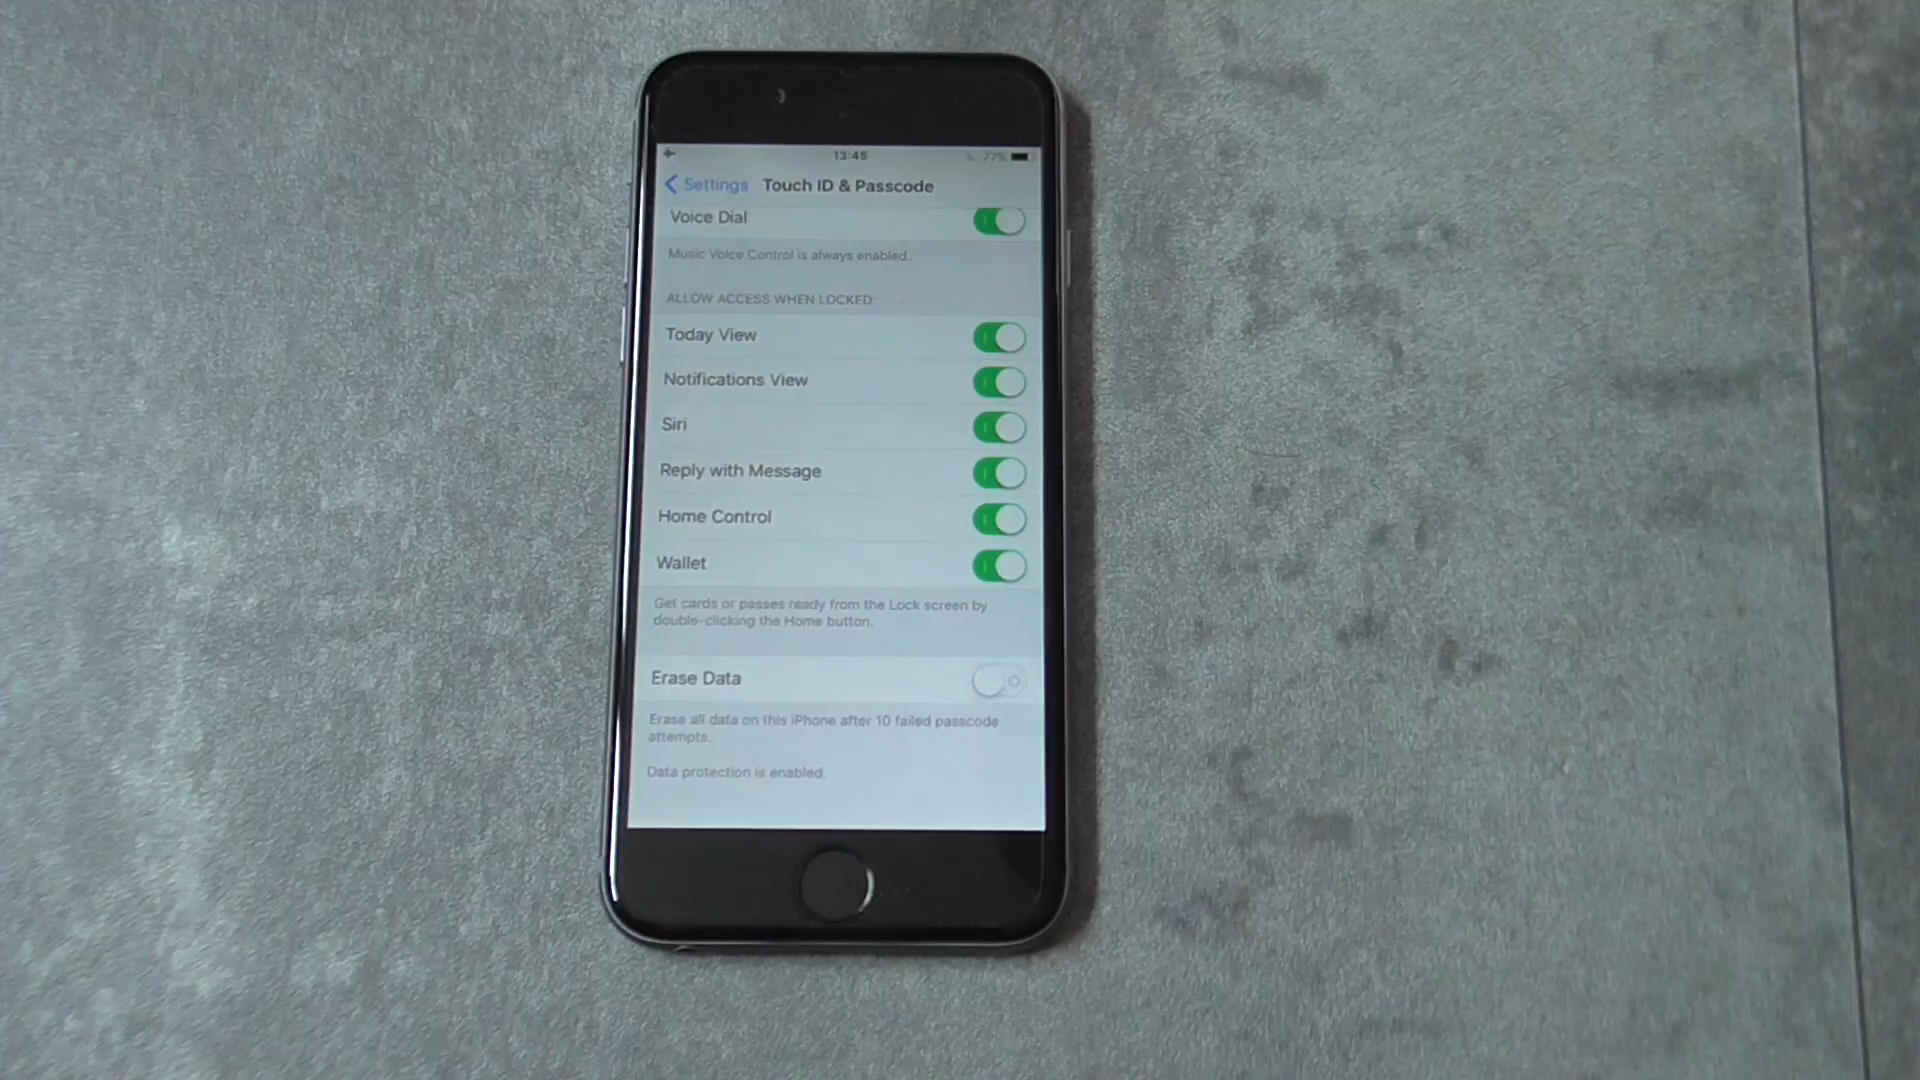 13:45
77%
Settings
Touch ID & Passcode
Voice Dial
Music Voice Control is always enabled.
ALLOW ACCESS WHEN LOCKED:
Today View
Notifications View
Siri
Reply with Message
Home Control
Wallet
Get cards or passes ready from the Lock screen by
double-clicking the Home button.
Erase Data
Erase all data on this iPhone after 10 failed passcode
attempts.
Data protection is enabled.